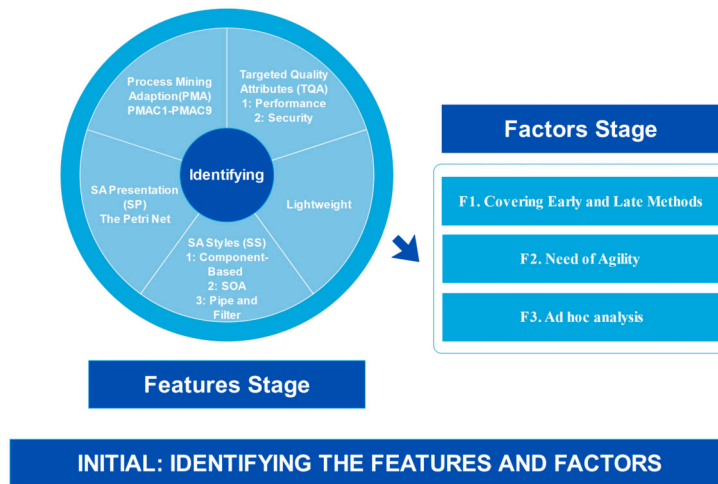 Process Mining
Adaption(PMA)
PMAC1-PMAC9
Targeted Quality
Attributes (TQA)
1: Performance
2: Security
Identifying
SA Presentation
(SP)
The Petri Net
Lightweight
SA Styles (SS)
1: Component-
Based
2: SOA
3: Pipe and
Filter
Features Stage
Factors Stage
F1. Covering Early and Late Methods
F2. Need of Agility
F3. Ad hoc analysis
INITIAL: IDENTIFYING THE FEATURES AND FACTORS